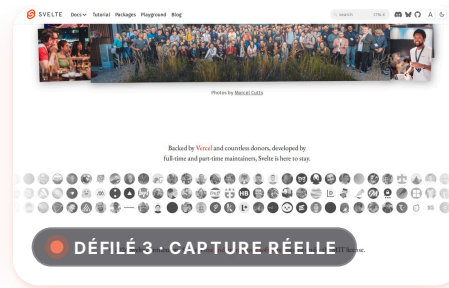 SVELTE Docs Tutorial Packages Playground Blog search CTRL K
Photos by Marcel Cutts
Backed by Vercel and countless donors, developed by
full-time and part-time maintainers, Svelte is here to stay.
HB
DÉFILÉ 3 · CAPTURE RÉELLE